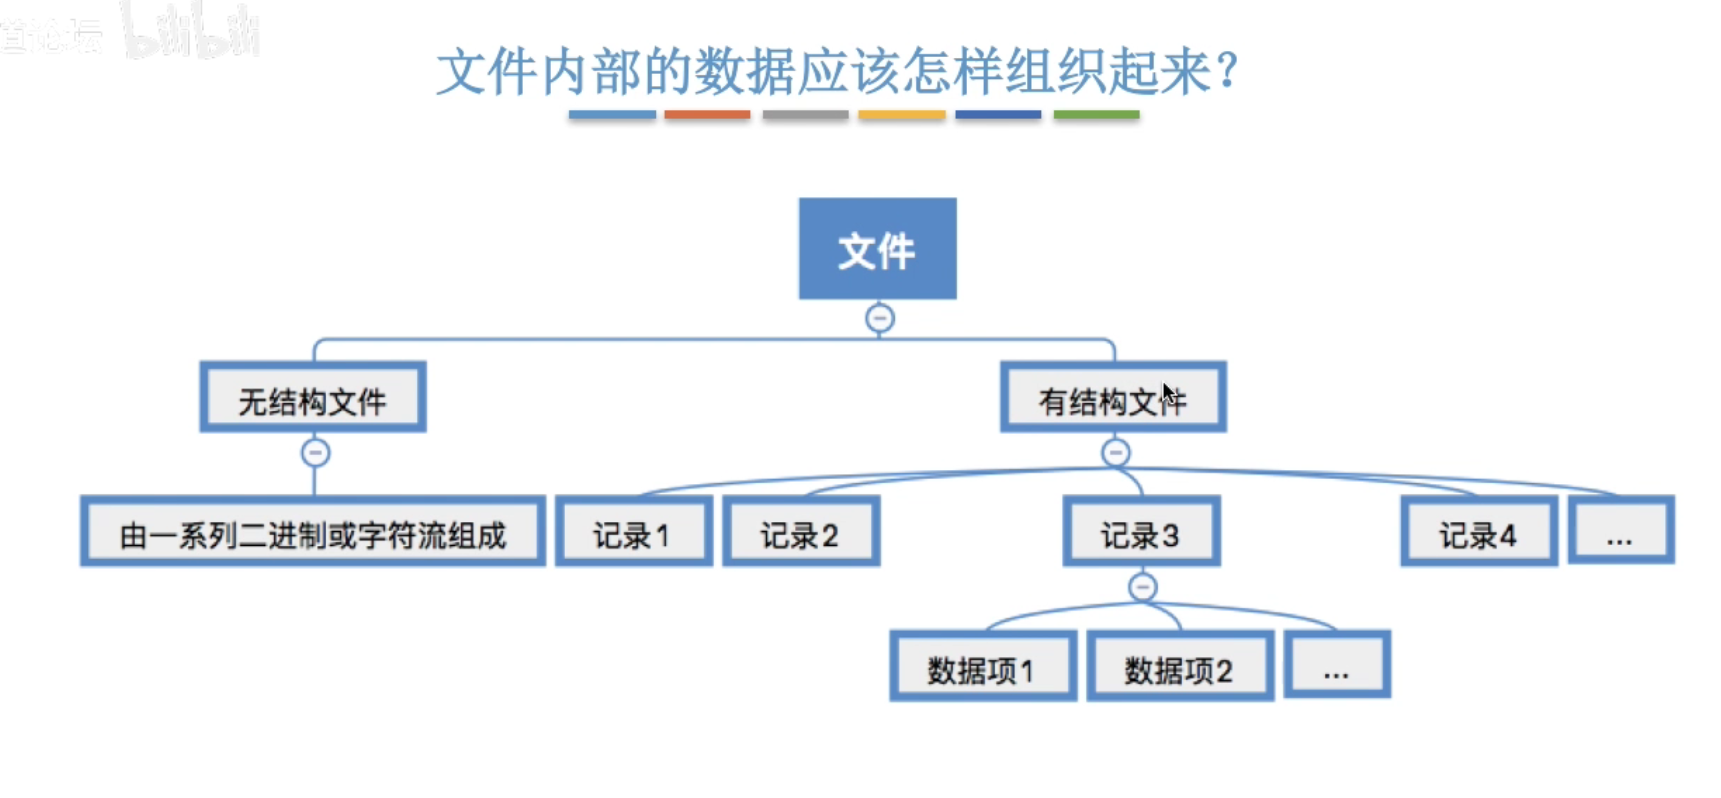 道论坛 bilibili
文件内部的数据应该怎样组织起来？
文件
无结构文件
有结构文件
由一系列二进制或字符流组成
记录1
记录2
记录3
记录4
...
数据项1
数据项2
...